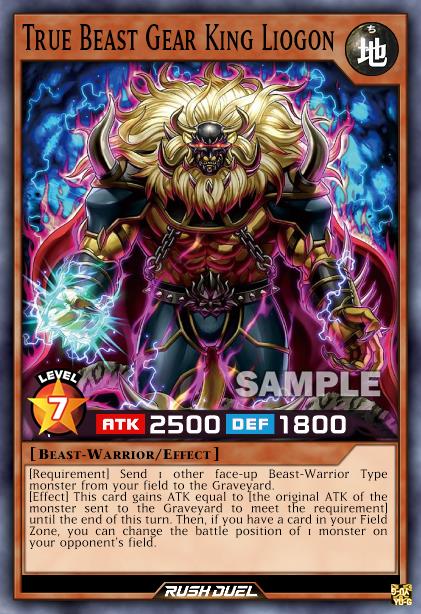 TRUE BEAST GEAR KING LIOGON
ち
地
SAMPLE
LEVEL
7
ATK 2500 DEF 1800
[BEAST-WARRIOR/EFFECT]
[Requirement] Send 1 other face-up Beast-Warrior Type
monster from your field to the Graveyard.
[Effect] This card gains ATK equal to [the original ATK of the
monster sent to the Graveyard to meet the requirement]
until the end of this turn. Then, if you have a card in your Field
Zone, you can change the battle position of 1 monster on
your opponent's field.
RUSH DUEL